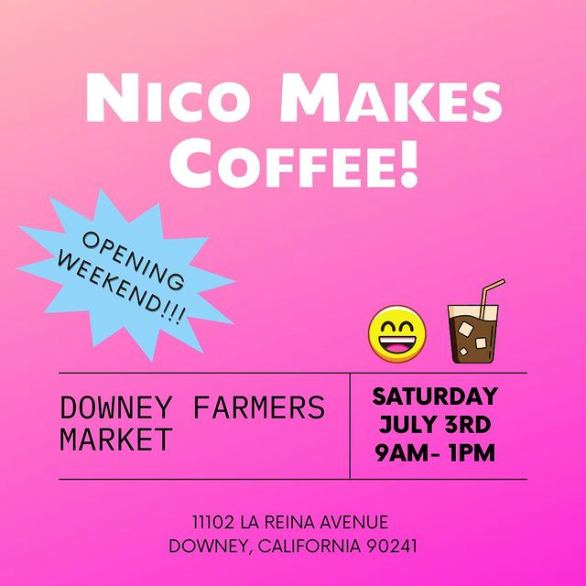 Nico Makes
Coffee!
OPENING
WEEKEND!!!
DOWNEY FARMERS
MARKET
SATURDAY
JULY 3RD
9AM- 1PM
11102 LA REINA AVENUE
DOWNEY, CALIFORNIA 90241